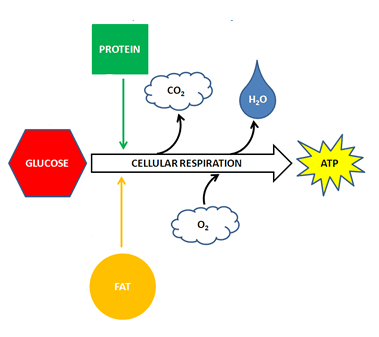 PROTEIN
CO₂
H₂O
GLUCOSE
CELLULAR RESPIRATION
ATP
O₂
FAT